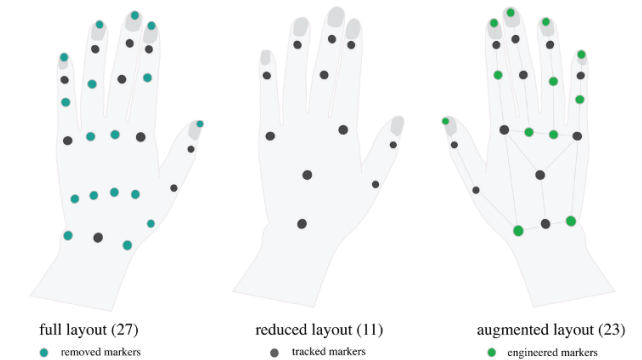 full layout (27)
reduced layout (11)
augmented layout (23)
removed markers
tracked markers
engineered markers